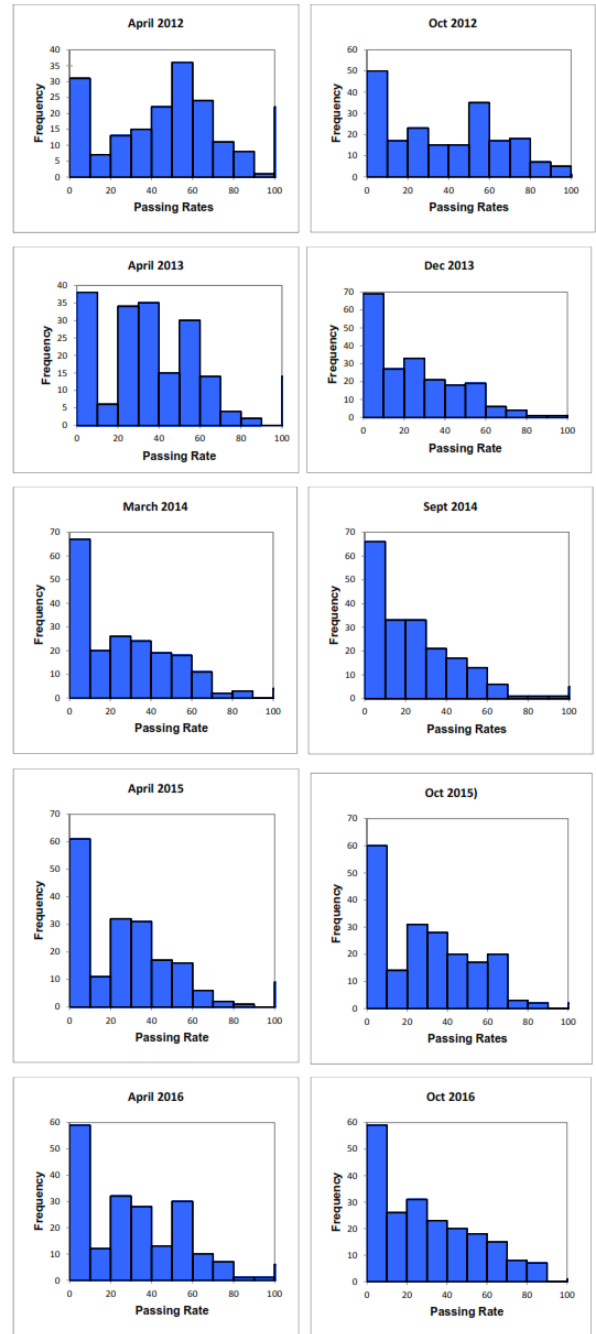 April 2012
40
35
30
25
20
15
10
5
0
0 20 40 60 80 100
Frequency
Passing Rates
Oct 2012
60
50
40
30
20
10
0
0 20 40 60 80 100
Frequency
Passing Rates
April 2013
40
35
30
25
20
15
10
5
0
0 20 40 60 80 100
Frequency
Passing Rate
Dec 2013
70
60
50
40
30
20
10
0
0 20 40 60 80 100
Frequency
Passing Rate
March 2014
70
60
50
40
30
20
10
0
0 20 40 60 80 100
Frequency
Passing Rate
Sept 2014
70
60
50
40
30
20
10
0
0 20 40 60 80 100
Frequency
Passing Rates
April 2015
70
60
50
40
30
20
10
0
0 20 40 60 80 100
Frequency
Passing Rate
Oct 2015)
70
60
50
40
30
20
10
0
0 20 40 60 80 100
Frequency
Passing Rates
April 2016
60
50
40
30
20
10
0
0 20 40 60 80 100
Frequency
Passing Rate
Oct 2016
60
50
40
30
20
10
0
0 20 40 60 80 100
Frequency
Passing Rate